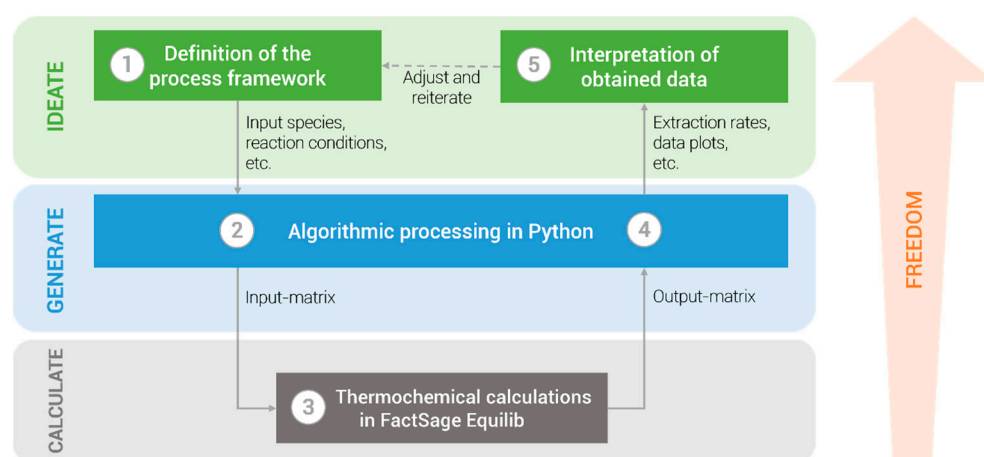 IDEATE
1
Definition of the
process framework
Adjust and
reiterate
5
Interpretation of
obtained data
Input species,
reaction conditions,
etc.
Extraction rates,
data plots,
etc.
GENERATE
2
Algorithmic processing in Python
4
Input-matrix
Output-matrix
CALCULATE
3
Thermochemical calculations
in FactSage Equilib
FREEDOM